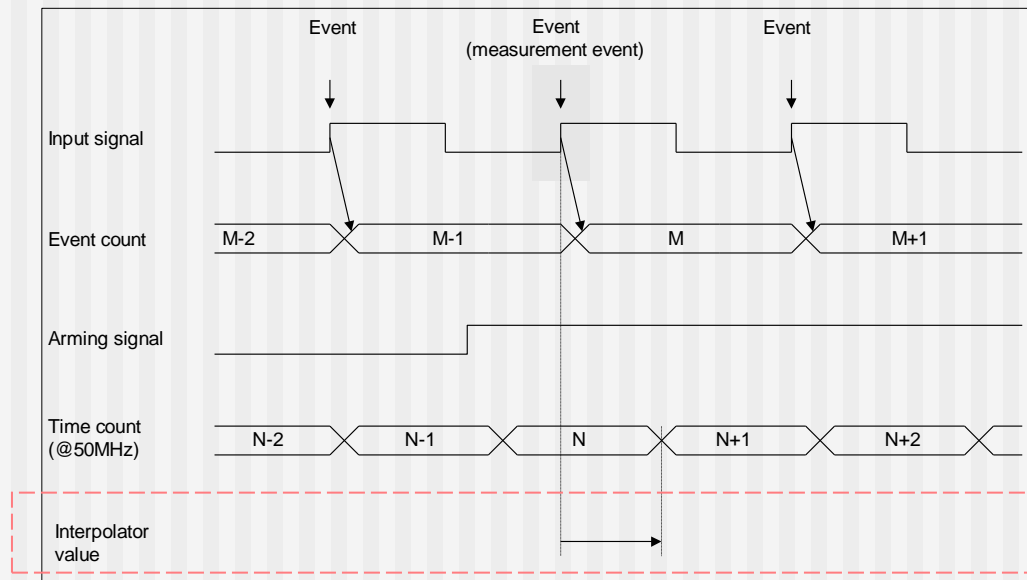 Event
Event
(measurement event)
Event
Input signal
Event count
M-2
M-1
M
M+1
Arming signal
Time count
(@50MHz)
N-2
N-1
N
N+1
N+2
Interpolator
value